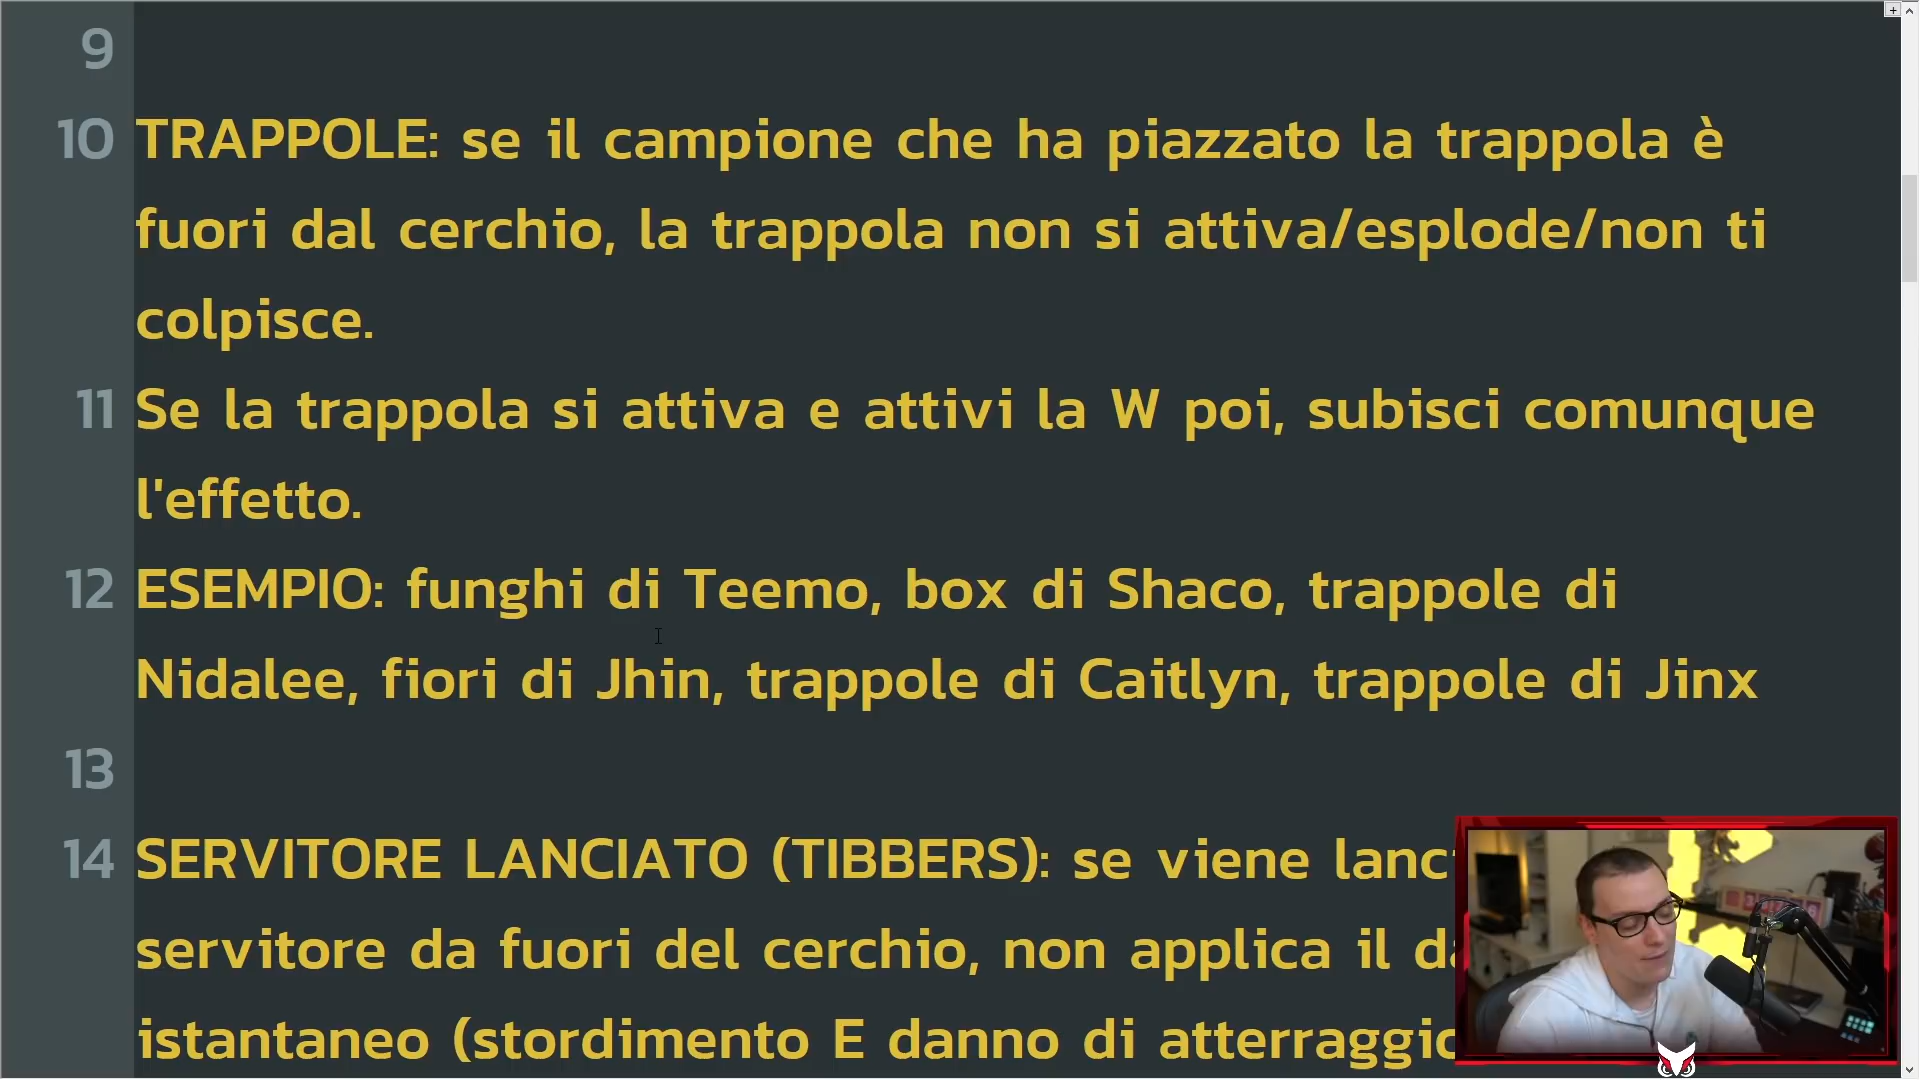 9
10 TRAPPOLE: se il campione che ha piazzato la trappola è
fuori dal cerchio, la trappola non si attiva/esplode/non ti
colpisce.
11 Se la trappola si attiva e attivi la W poi, subisci comunque
l'effetto.
12 ESEMPIO: funghi di Teemo, box di Shaco, trappole di
Nidalee, fiori di Jhin, trappole di Caitlyn, trappole di Jinx
13
14 SERVITORE LANCIATO (TIBBERS): se viene
servitore da fuori del cerchio, non applica il
istantaneo (stordimento E danno di